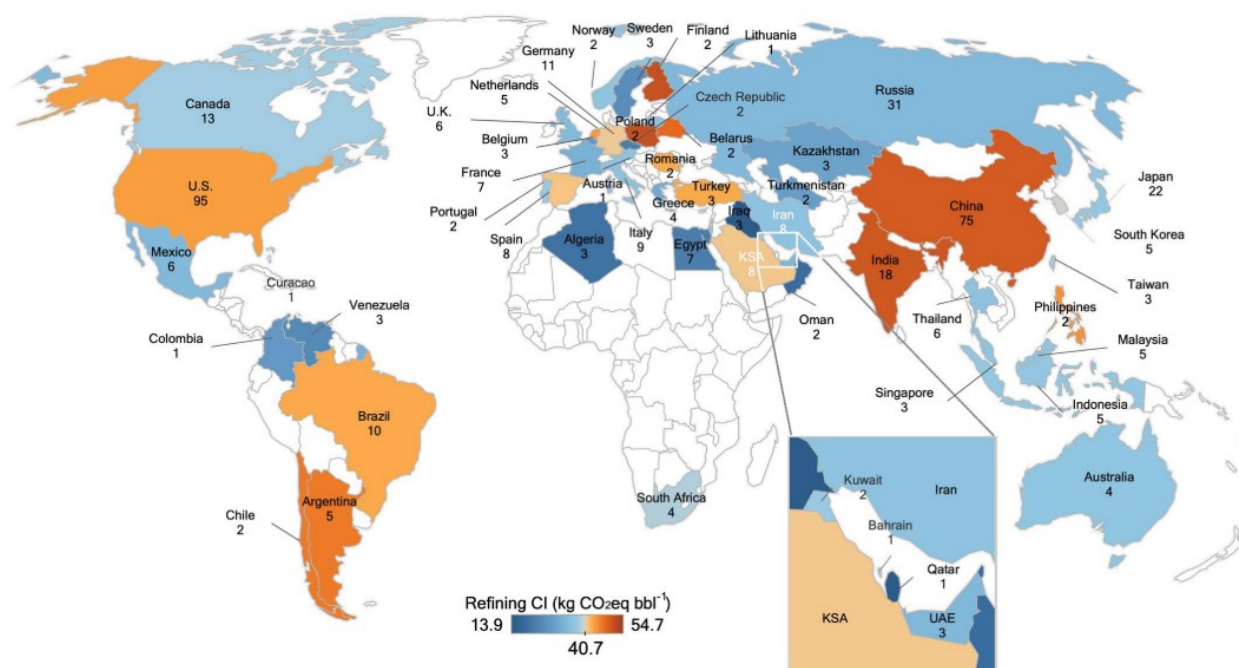 Norway
2
Sweden
3
Finland
2
Lithuania
1
Germany
11
Netherlands
5
Canada
13
U.K.
6
Russia
31
Czech Republic
2
Poland
2
Belgium
3
Belarus
2
Kazakhstan
3
Romania
2
France
7
Austria
1
Turkey
3
Turkmenistan
2
Japan
22
U.S.
95
China
75
Portugal
2
Greece
4
Iraq
3
Iran
8
South Korea
5
Spain
8
Italy
9
Algeria
3
Egypt
7
KSA
8
India
18
Mexico
6
Curacao
1
Venezuela
3
Taiwan
3
Oman
2
Thailand
6
Philippines
2
Colombia
1
Malaysia
5
Singapore
3
Indonesia
5
Brazil
10
Kuwait
2
Iran
Australia
4
South Africa
4
Argentina
5
Chile
2
Bahrain
1
Qatar
1
KSA
UAE
3
Refining CI (kg CO₂eq bbl⁻¹)
13.9 54.7
40.7